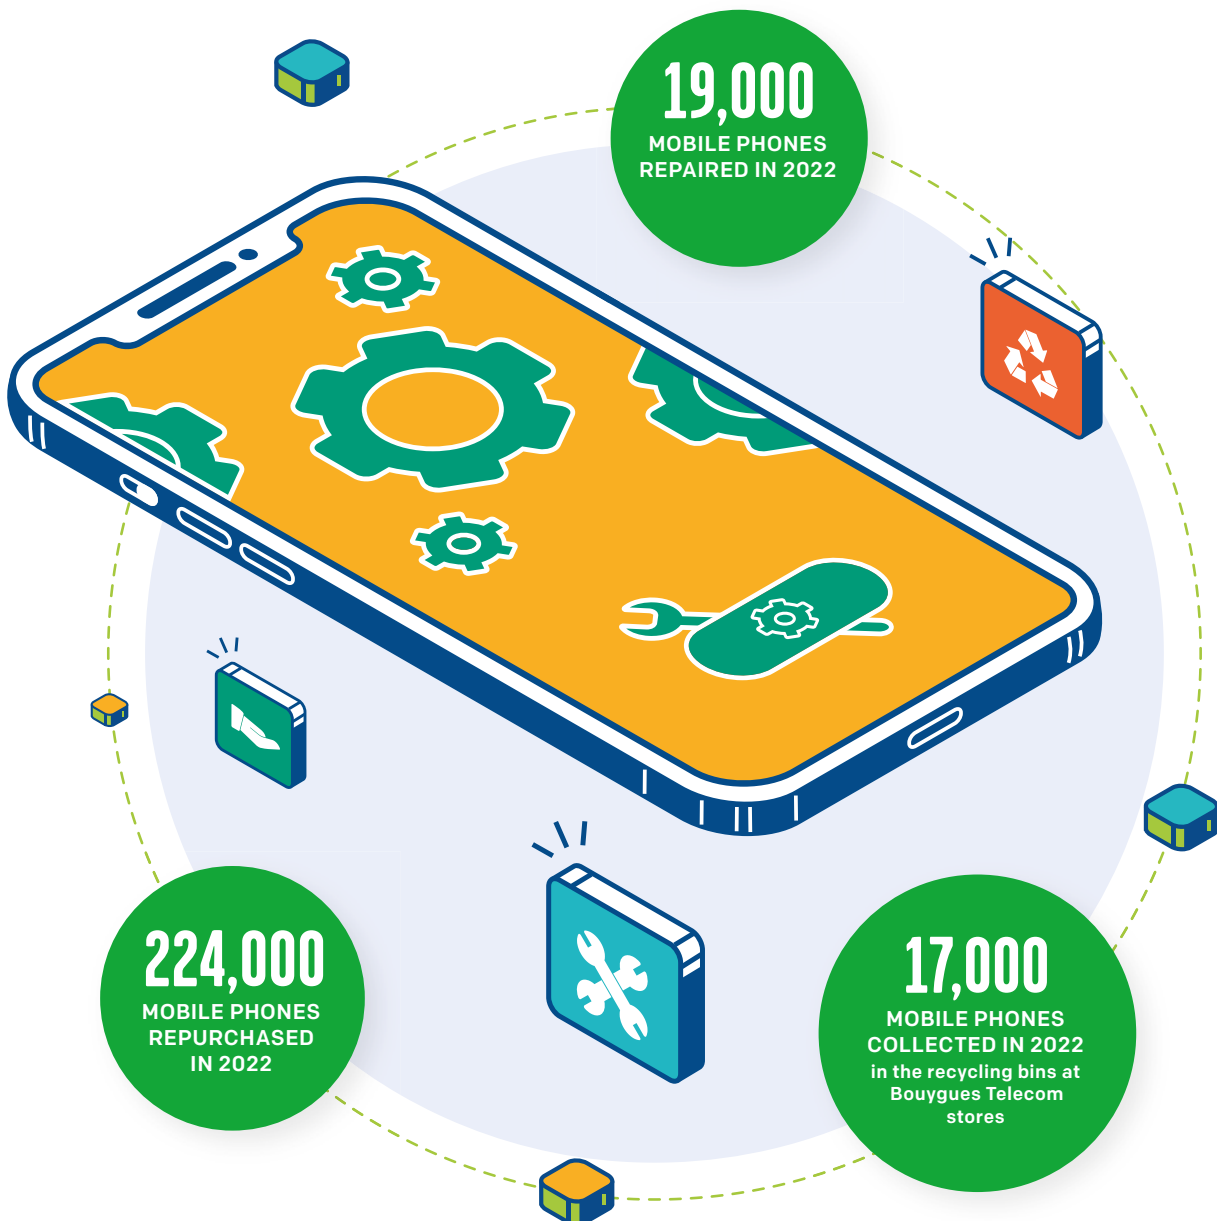 19,000
MOBILE PHONES
REPAIRED IN 2022
224,000
MOBILE PHONES
REPURCHASED
IN 2022
17,000
MOBILE PHONES
COLLECTED IN 2022
in the recycling bins at
Bouygues Telecom
stores